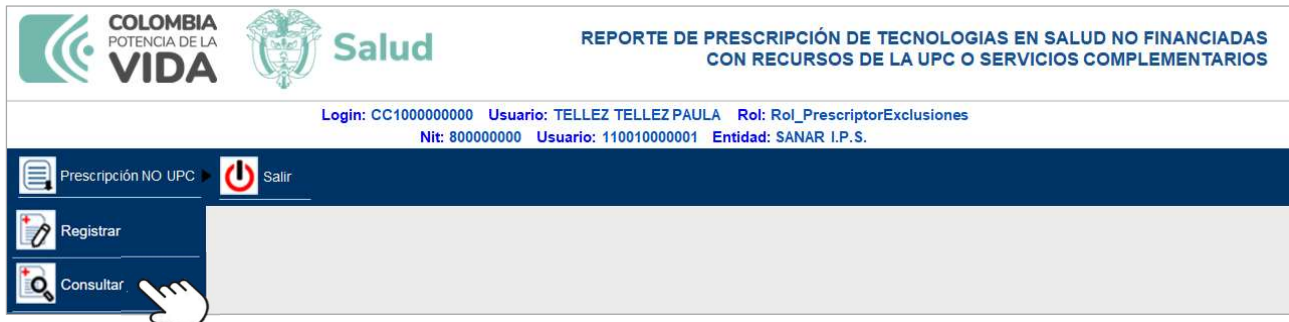 COLOMBIA
POTENCIA DE LA
VIDA
Salud
REPORTE DE PRESCRIPCIÓN DE TECNOLOGIAS EN SALUD NO FINANCIADAS
CON RECURSOS DE LA UPC O SERVICIOS COMPLEMENTARIOS
Login: CC1000000000 Usuario: TELLEZ TELLEZ PAULA Rol: Rol_PrescriptorExclusiones
Nit: 800000000 Usuario: 110010000001 Entidad: SANAR I.P.S.
Prescripción NO UPC Salir
Registrar
Consultar